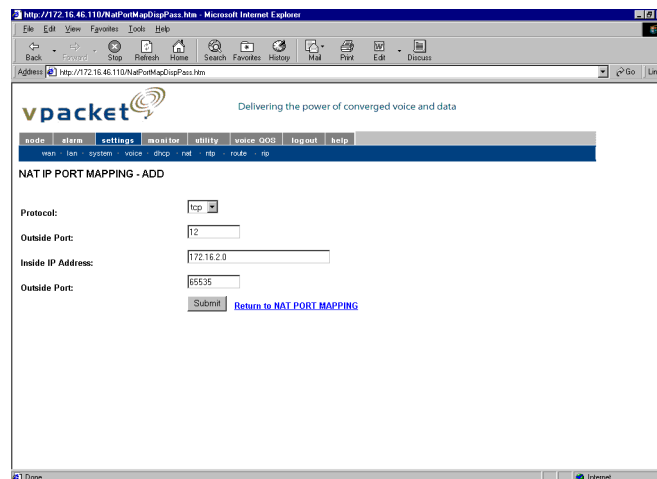 http://172.16.46.110/NatPortMapDispPass.htm - Microsoft Internet Explorer
File Edit View Favorites Tools Help
Back Forward Stop Refresh Home Search Favorites History Mail Print Edit Discuss
Address http://172.16.46.110/NatPortMapDispPass.htm Go Lin
vpacket Delivering the power of converged voice and data
node alarm settings monitor utility voice QOS logout help
wan · lan · system · voice · dhcp · nat · ntp · route · rip
NAT IP PORT MAPPING - ADD
Protocol: tcp
Outside Port: 12
Inside IP Address: 172.16.2.0
Outside Port: 65535
Submit Return to NAT PORT MAPPING
Done Internet